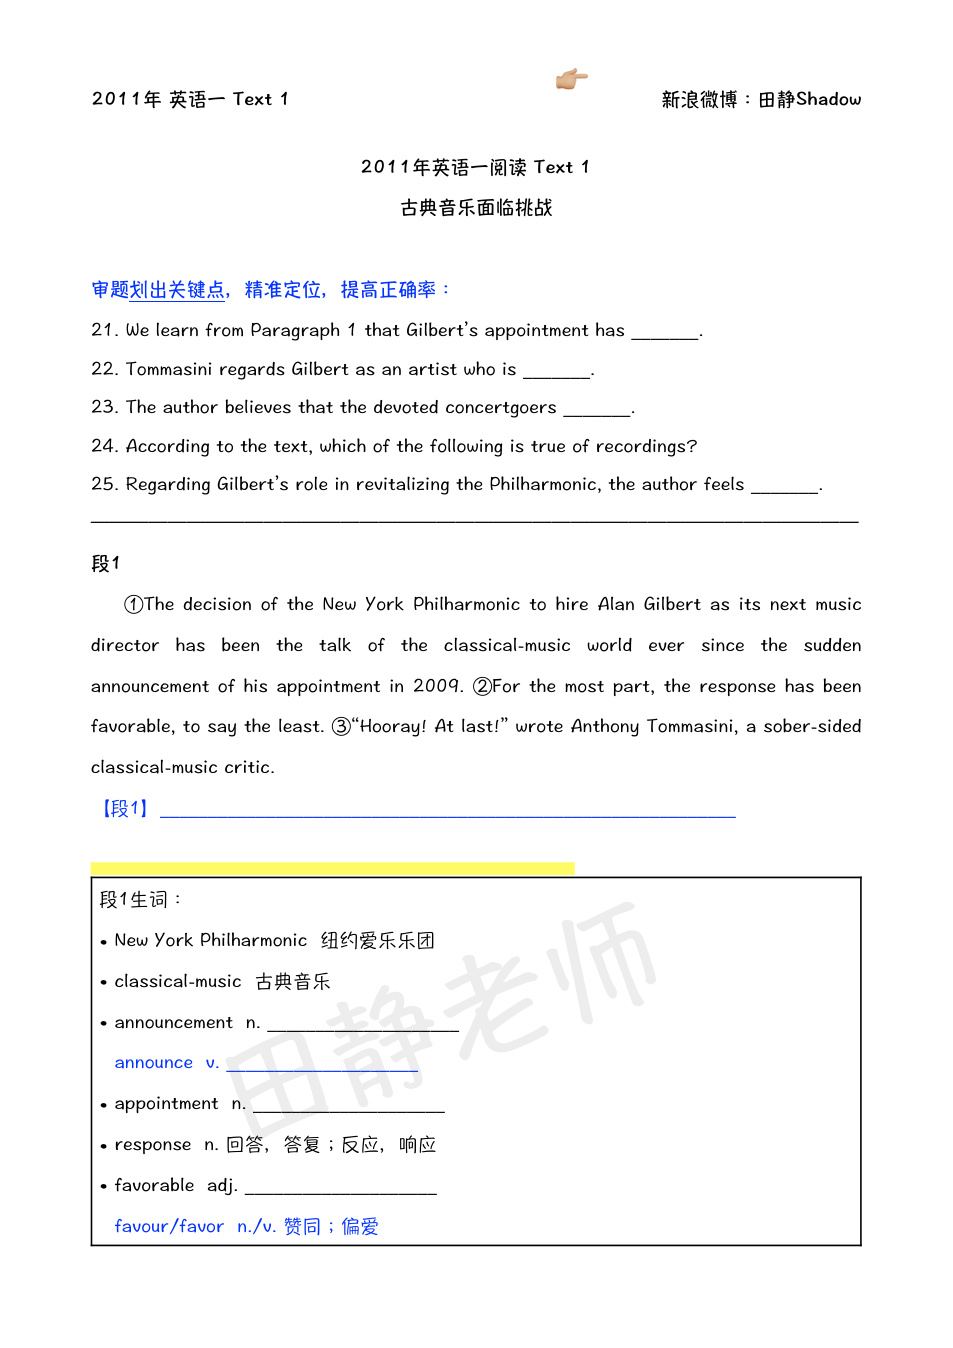 2011年 英语一 Text 1 新浪微博：田静Shadow
2011年英语一阅读 Text 1
古典音乐面临挑战
审题划出关键点，精准定位，提高正确率：
21. We learn from Paragraph 1 that Gilbert's appointment has _______.
22. Tommasini regards Gilbert as an artist who is _______.
23. The author believes that the devoted concertgoers _______.
24. According to the text, which of the following is true of recordings?
25. Regarding Gilbert's role in revitalizing the Philharmonic, the author feels _______.
段1
①The decision of the New York Philharmonic to hire Alan Gilbert as its next music
director has been the talk of the classical-music world ever since the sudden
announcement of his appointment in 2009. ②For the most part, the response has been
favorable, to say the least. ③“Hooray! At last!” wrote Anthony Tommasini, a sober-sided
classical-music critic.
【段1】____________________________________________________________
段1生词：
• New York Philharmonic 纽约爱乐乐团
• classical-music 古典音乐
• announcement n. ____________________
announce v. ____________________
• appointment n. ____________________
• response n. 回答，答复；反应，响应
• favorable adj. ____________________
favour/favor n./v. 赞同；偏爱
田静老师